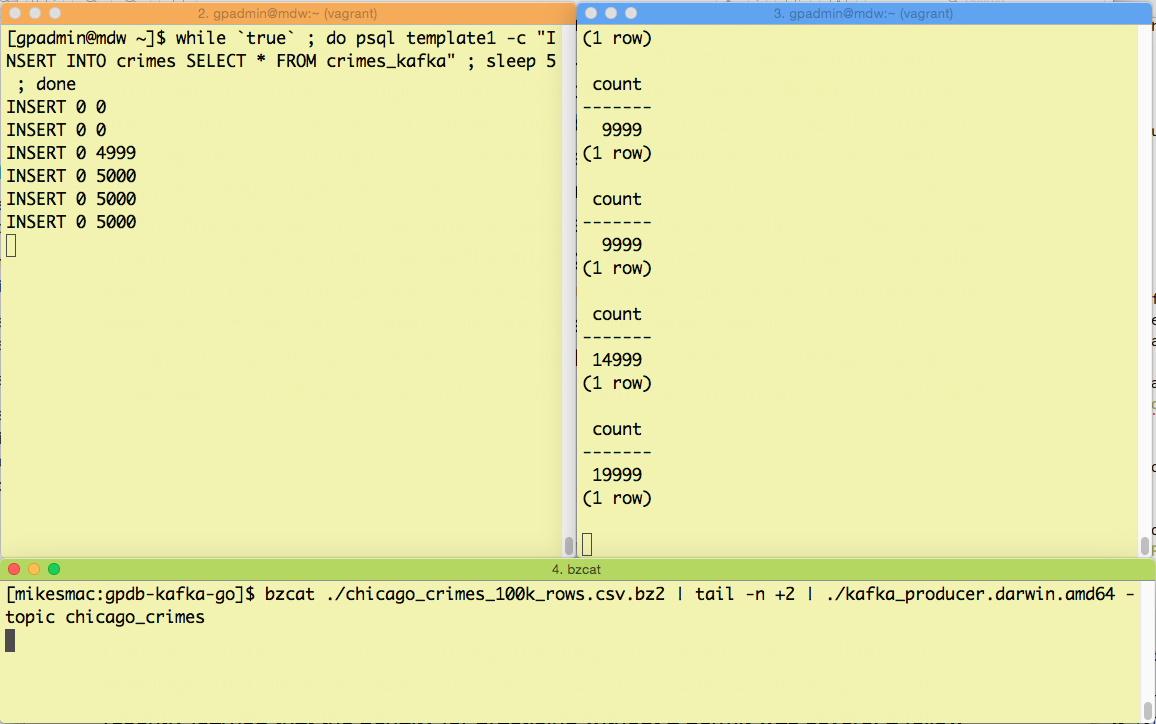 2. gpadmin@mdw:~ (vagrant)
[gpadmin@mdw ~]$ while `true` ; do psql template1 -c "I
NSERT INTO crimes SELECT * FROM crimes_kafka" ; sleep 5
 ; done
INSERT 0 0
INSERT 0 0
INSERT 0 4999
INSERT 0 5000
INSERT 0 5000
INSERT 0 5000
3. gpadmin@mdw:~ (vagrant)
(1 row)
count
-------
9999
(1 row)
count
-------
9999
(1 row)
count
-------
14999
(1 row)
count
-------
19999
(1 row)
4. bzcat
[mikesmac:gpdb-kafka-go]$ bzcat ./chicago_crimes_100k_rows.csv.bz2 | tail -n +2 | ./kafka_producer.darwin.amd64 -
topic chicago_crimes